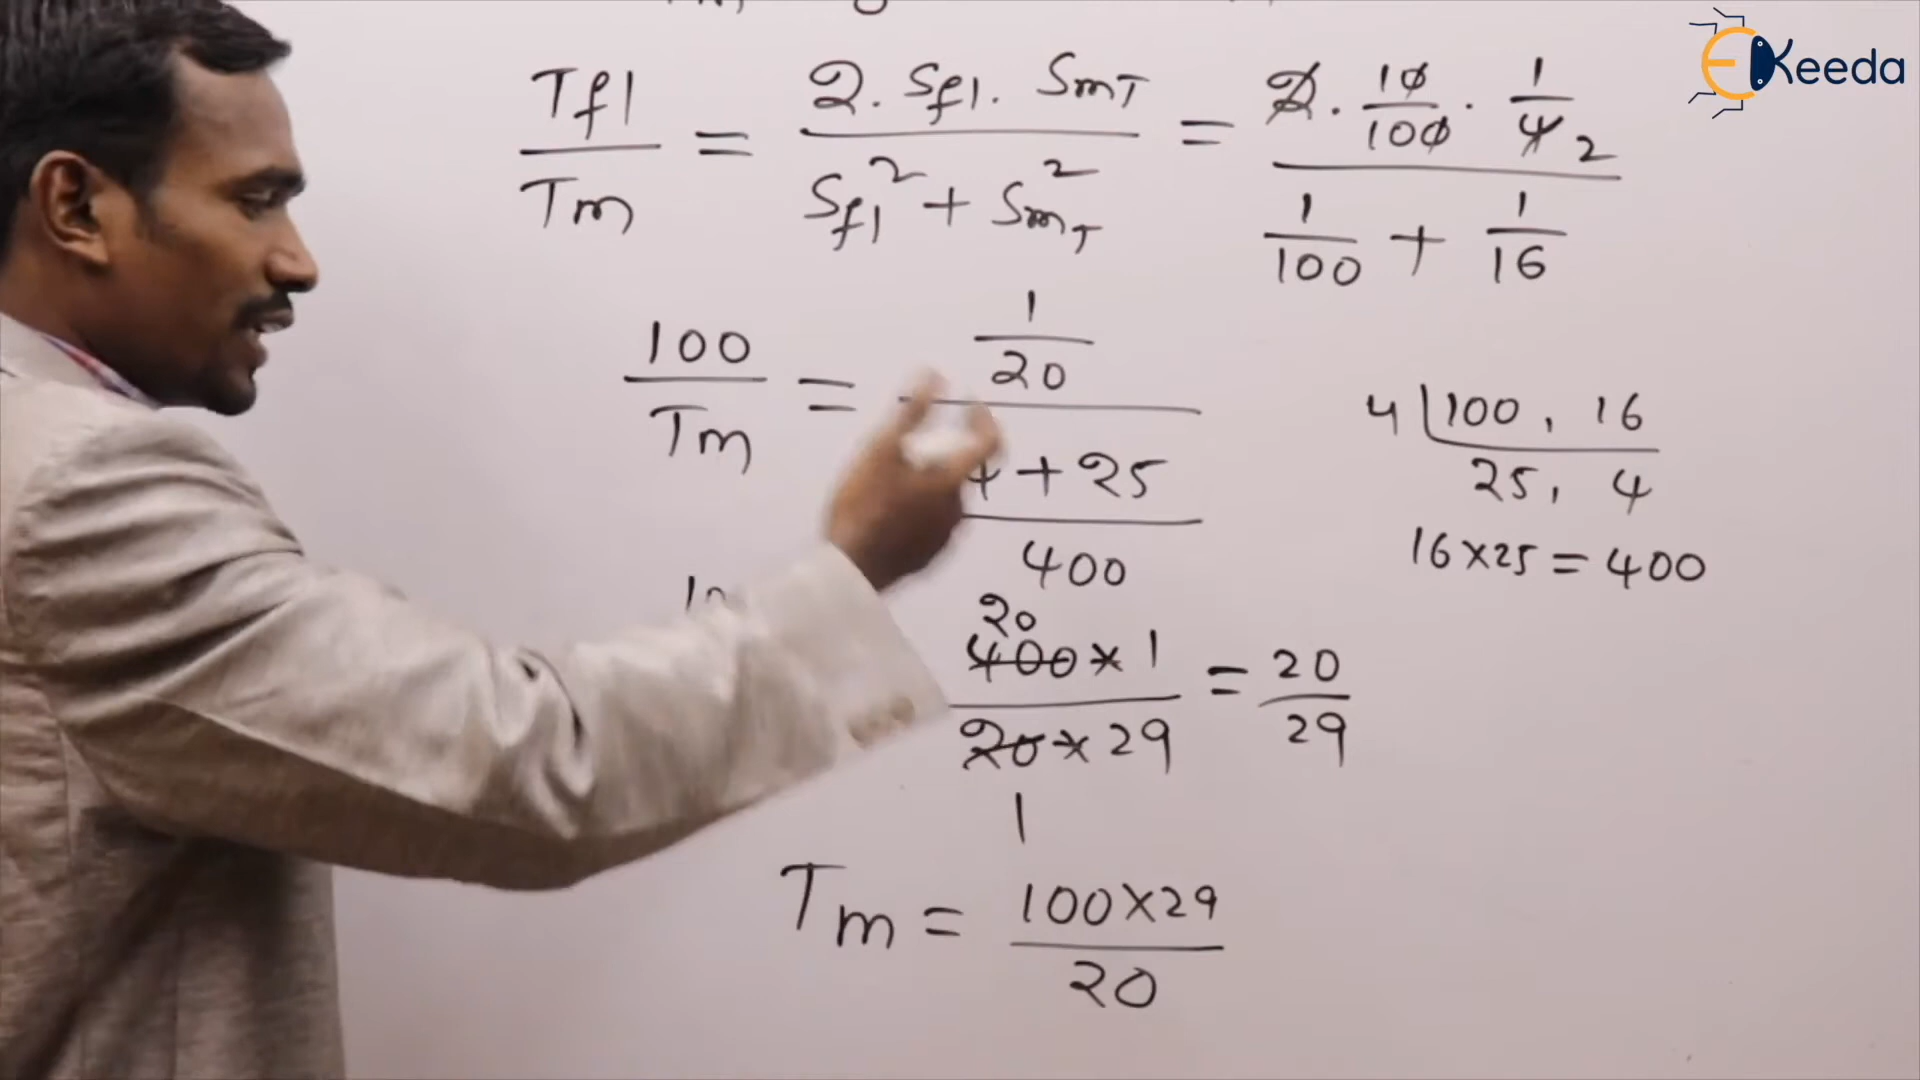 EKeeda
Tf1 / Tm = 2. Sf1. SmT / Sf1² + SmT² = 2. 10/100 . 1/4 2 / 1/100 + 1/16
100 / Tm = 1/20 / 4 + 25 / 400
4 | 100, 16
25, 4
16×25 = 400
20
400 × 1 / 20 × 29 = 20 / 29
1
Tm = 100×29 / 20